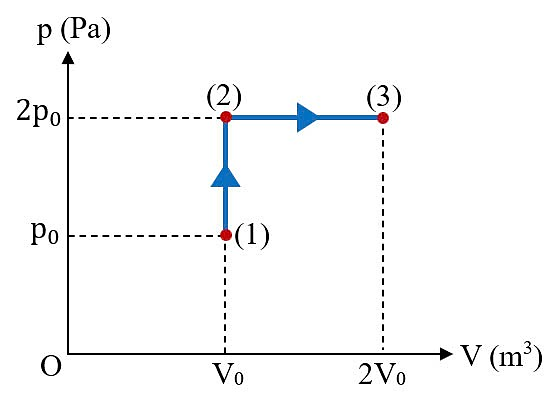 p (Pa)
(2)
(3)
2p₀
p₀
(1)
O
V₀
2V₀
V (m³)